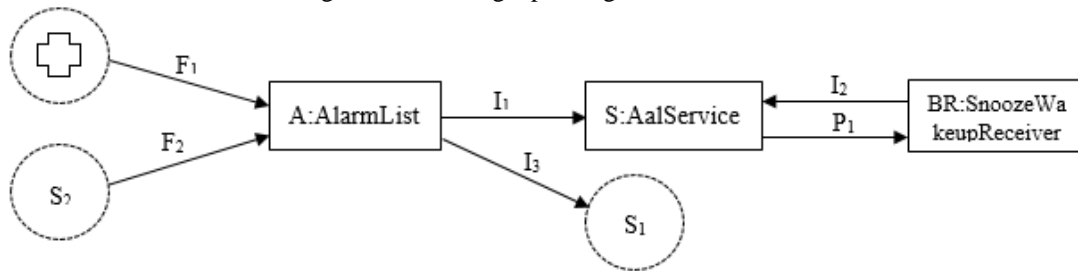 F₁
A:AlarmList
I₁
S:AalService
I₂
P₁
BR:SnoozeWa
keupReceiver
F₂
S₂
I₃
S₁